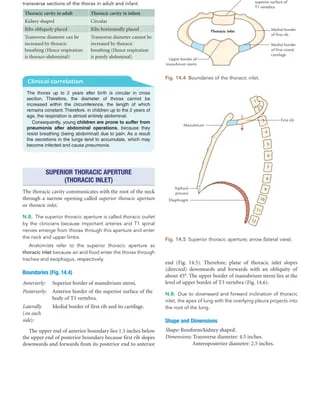 transverse sections of the thorax in adult and infant
Thoracic cavity in adult Thoracic cavity in infant
Kidney shaped Circular
Ribs obliquely placed Ribs horizontally placed
Transverse diameter can be Transverse diameter cannot be
increased by thoracic increased by thoracic
breathing (Hence respiration breathing (Hence respiration
is thoraco-abdominal) is purely abdominal)
Clinical correlation
The thorax up to 2 years after birth is circular in cross
section. Therefore, the diameter of thorax cannot be
increased within the circumference, the length of which
remains constant. Therefore, in children up to the 2 years of
age, the respiration is almost entirely abdominal.
Consequently, young children are prone to suffer from
pneumonia after abdominal operations, because they
resist breathing (being abdominal) due to pain. As a result
the secretions in the lungs tend to accumulate, which may
become infected and cause pneumonia.
SUPERIOR THORACIC APERTURE
(THORACIC INLET)
The thoracic cavity communicates with the root of the neck
through a narrow opening called superior thoracic aperture
or thoracic inlet.
N.B. The superior thoracic aperture is called thoracic outlet
by the clinicians because important arteries and T1 spinal
nerves emerge from thorax through this aperture and enter
the neck and upper limbs.
Anatomists refer to the superior thoracic aperture as
thoracic inlet because air and food enter the thorax through
trachea and esophagus, respectively.
Boundaries (Fig. 14.4)
Anteriorly: Superior border of manubrium sterni.
Posteriorly: Anterior border of the superior surface of the
body of T1 vertebra.
Laterally Medial border of first rib and its cartilage.
(on each
side):
The upper end of anterior boundary lies 1.5 inches below
the upper end of posterior boundary because first rib slopes
downwards and forwards from its posterior end to anterior
superior surface of
T1 vertebra
Thoracic inlet
Medial border
of first rib
Medial border
of first costal
cartilage
Upper border of
manubrium sterni
Fig. 14.4 Boundaries of the thoracic inlet.
First rib
Manubrium
Xiphoid
process
Diaphragm
4
5
6
7
8
9
10
11
12
Fig. 14.5 Superior thoracic aperture; arrow (lateral view).
end (Fig. 14.5). Therefore, plane of thoracic inlet slopes
(directed) downwards and forwards with an obliquity of
about 45°. The upper border of manubrium sterni lies at the
level of upper border of T3 vertebra (Fig. 14.6).
N.B. Due to downward and forward inclination of thoracic
inlet, the apex of lung with the overlying pleura projects into
the root of the lung.
Shape and Dimensions
Shape: Reniform/kidney shaped.
Dimensions: Transverse diameter: 4.5 inches.
Anteroposterior diameter: 2.5 inches.